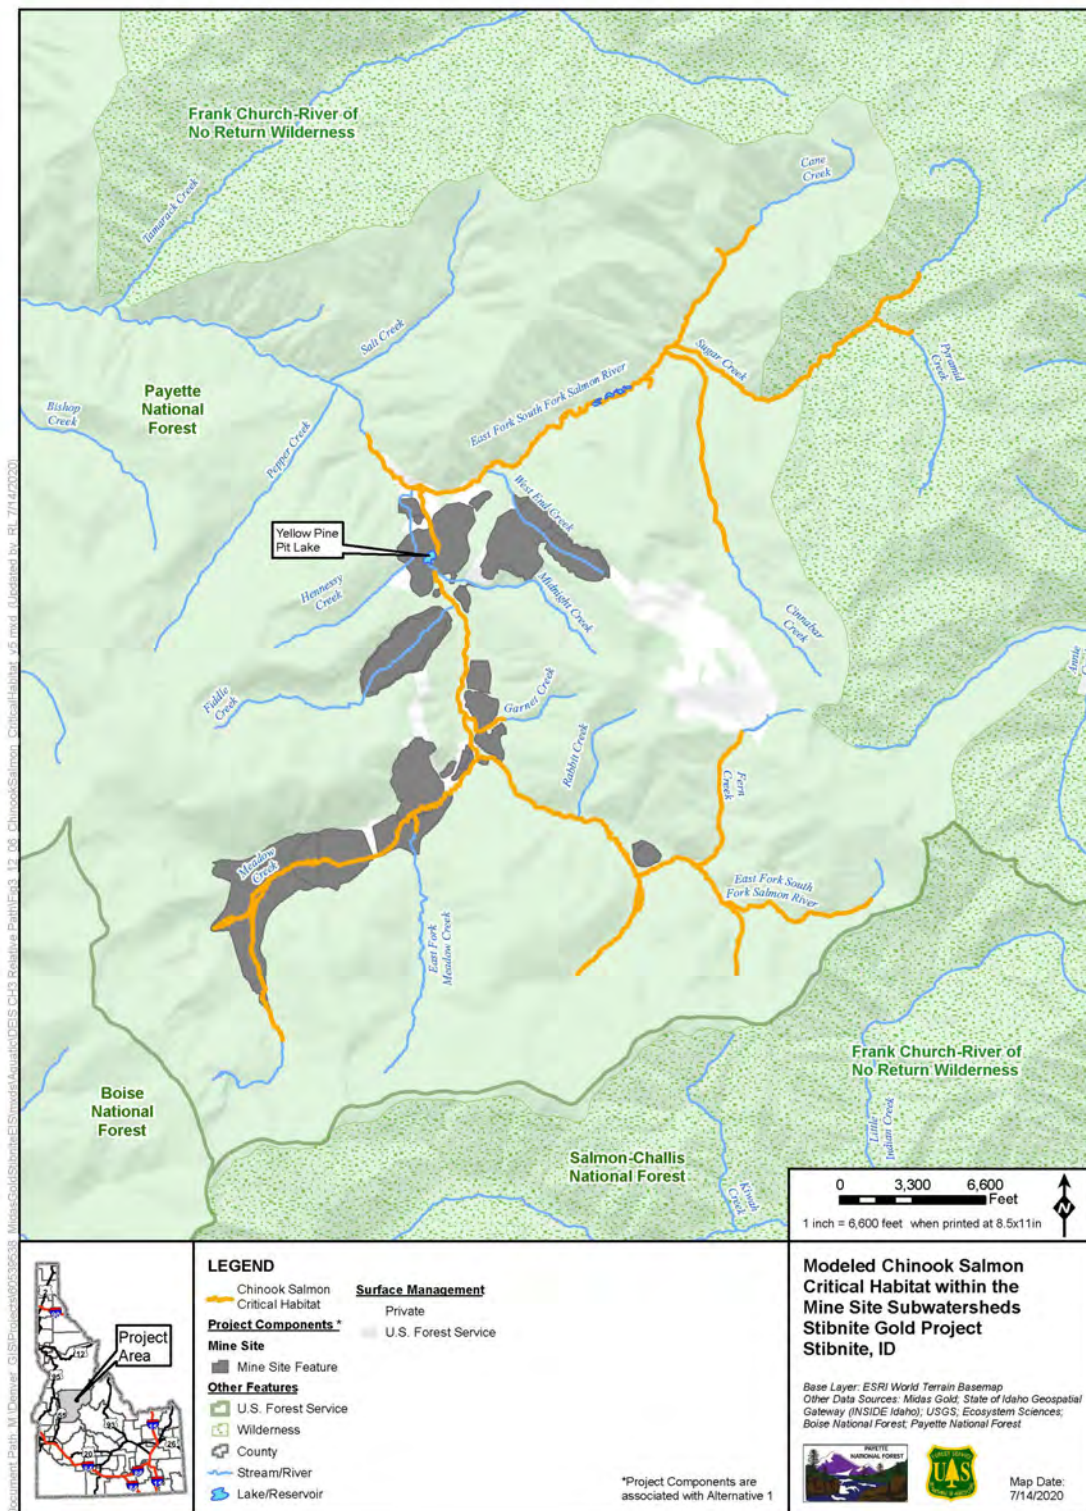 Frank Church-River of
No Return Wilderness
Tamarack Creek
Cane
Creek
Salt Creek
Sugar Creek
Pyramid
Creek
Payette
National
Forest
Bishop
Creek
Pepper Creek
East Fork South Fork Salmon River
West End Creek
Yellow Pine
Pit Lake
Hennessy
Creek
Midnight Creek
Cinnabar
Creek
Annie
Fiddle
Creek
Garnet Creek
Rabbit Creek
Fern
Creek
Meadow
Creek
East Fork
Meadow Creek
East Fork South
Fork Salmon River
Boise
National
Forest
Frank Church-River of
No Return Wilderness
Little
Indian Creek
Salmon-Challis
National Forest
Kiwah
Creek
0 3,300 6,600
Feet
1 inch = 6,600 feet when printed at 8.5x11in
N
Project
Area
LEGEND
Chinook Salmon
Critical Habitat
Project Components *
Mine Site
Mine Site Feature
Other Features
U.S. Forest Service
Wilderness
County
Stream/River
Lake/Reservoir
Surface Management
Private
U.S. Forest Service
*Project Components are
associated with Alternative 1
Modeled Chinook Salmon
Critical Habitat within the
Mine Site Subwatersheds
Stibnite Gold Project
Stibnite, ID
Base Layer: ESRI World Terrain Basemap
Other Data Sources: Midas Gold; State of Idaho Geospatial
Gateway (INSIDE Idaho); USGS; Ecosystem Sciences;
Boise National Forest; Payette National Forest
PAYETTE
NATIONAL FOREST
FOREST SERVICE
UAS
Map Date:
7/14/2020